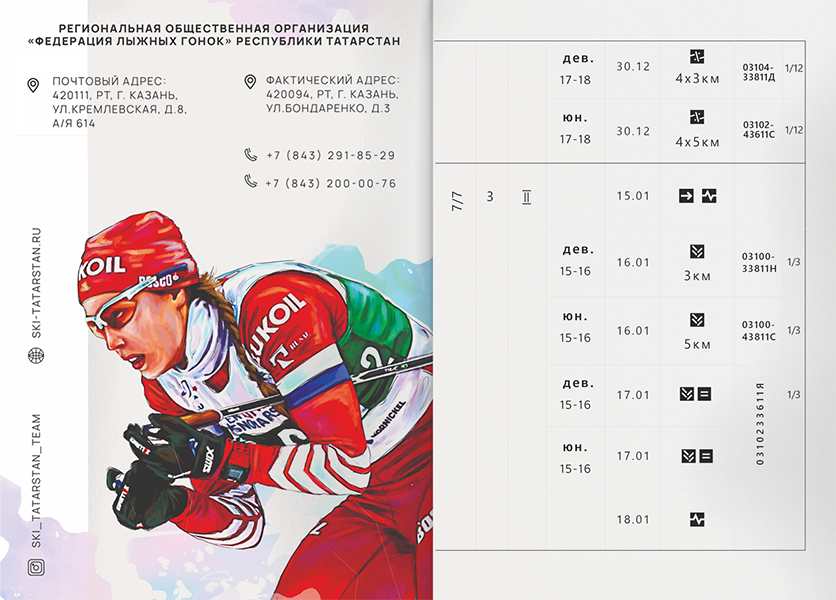 РЕГИОНАЛЬНАЯ ОБЩЕСТВЕННАЯ ОРГАНИЗАЦИЯ
«ФЕДЕРАЦИЯ ЛЫЖНЫХ ГОНОК» РЕСПУБЛИКИ ТАТАРСТАН
ПОЧТОВЫЙ АДРЕС:
420111, РТ, Г. КАЗАНЬ,
УЛ.КРЕМЛЕВСКАЯ, Д.8,
А/Я 614
ФАКТИЧЕСКИЙ АДРЕС:
420094, РТ, Г. КАЗАНЬ,
УЛ.БОНДАРЕНКО, Д.3
+7 (843) 291-85-29
+7 (843) 200-00-76
SKI-TATARSTAN.RU
SKI_TATARSTAN_TEAM
KOIL
LUKOIL
2
SWIX
NORNICKEL
дев.
17-18
30.12
4х3км
03104-
33811Д
1/12
юн.
17-18
30.12
4х5км
03102-
43611С
1/12
7/7
3
II
15.01
дев.
15-16
16.01
3км
03100-
33811Н
1/3
юн.
15-16
16.01
5км
03100-
43811С
1/3
дев.
15-16
17.01
0310233611Я
1/3
юн.
15-16
17.01
18.01